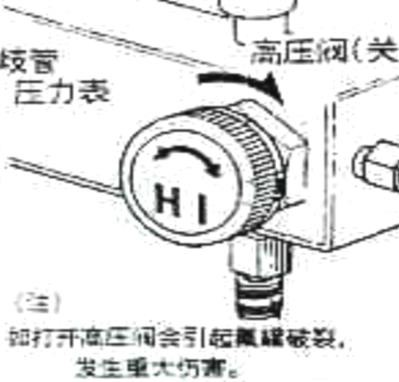 高压阀(关
歧管
压力表
HI
(注)
如打开高压阀会引起氟罐破裂,
发生重大伤害。